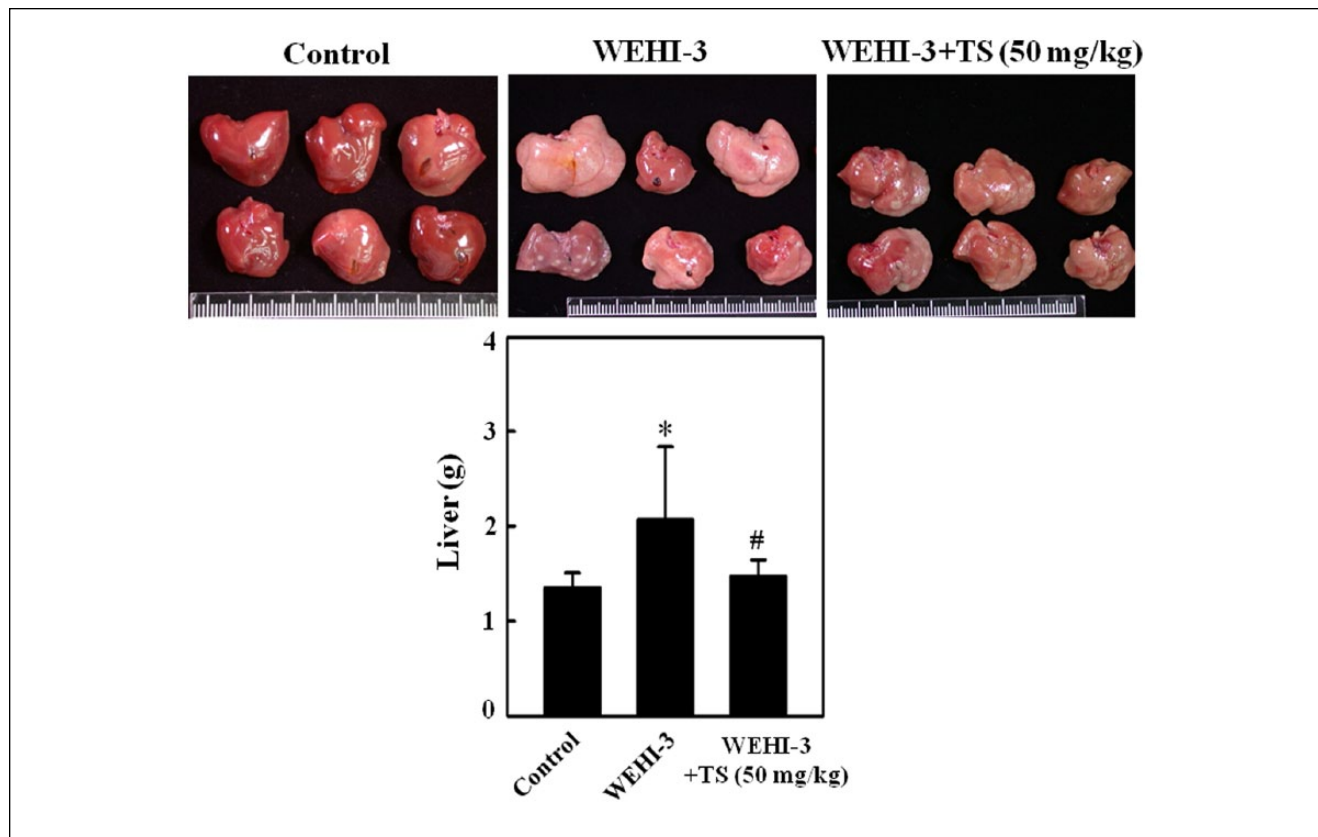 Control
WEHI-3
WEHI-3+TS (50 mg/kg)
4
3
2
1
0
Liver (g)
*
#
Control
WEHI-3
WEHI-3
+TS (50 mg/kg)